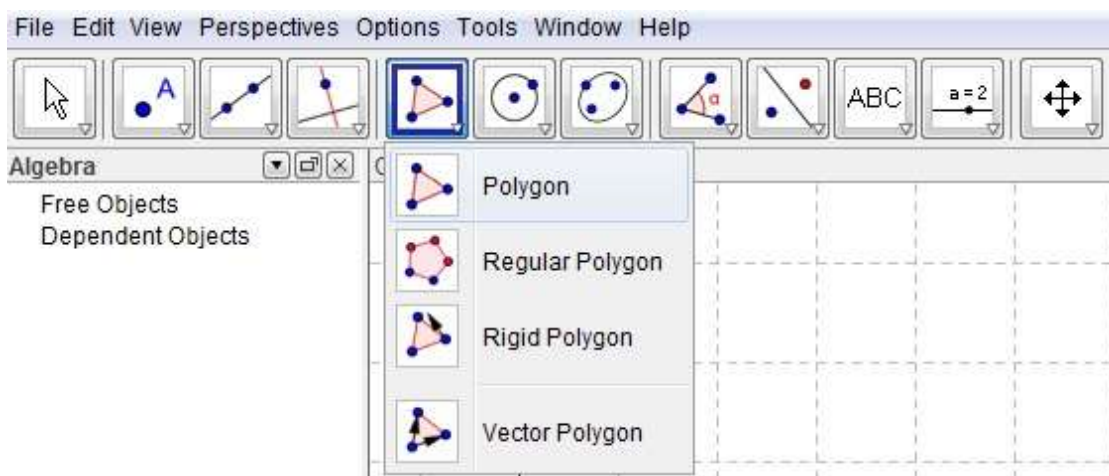 File Edit View Perspectives Options Tools Window Help
A
α
ABC
a=2
Algebra
Free Objects
Dependent Objects
Polygon
Regular Polygon
Rigid Polygon
Vector Polygon